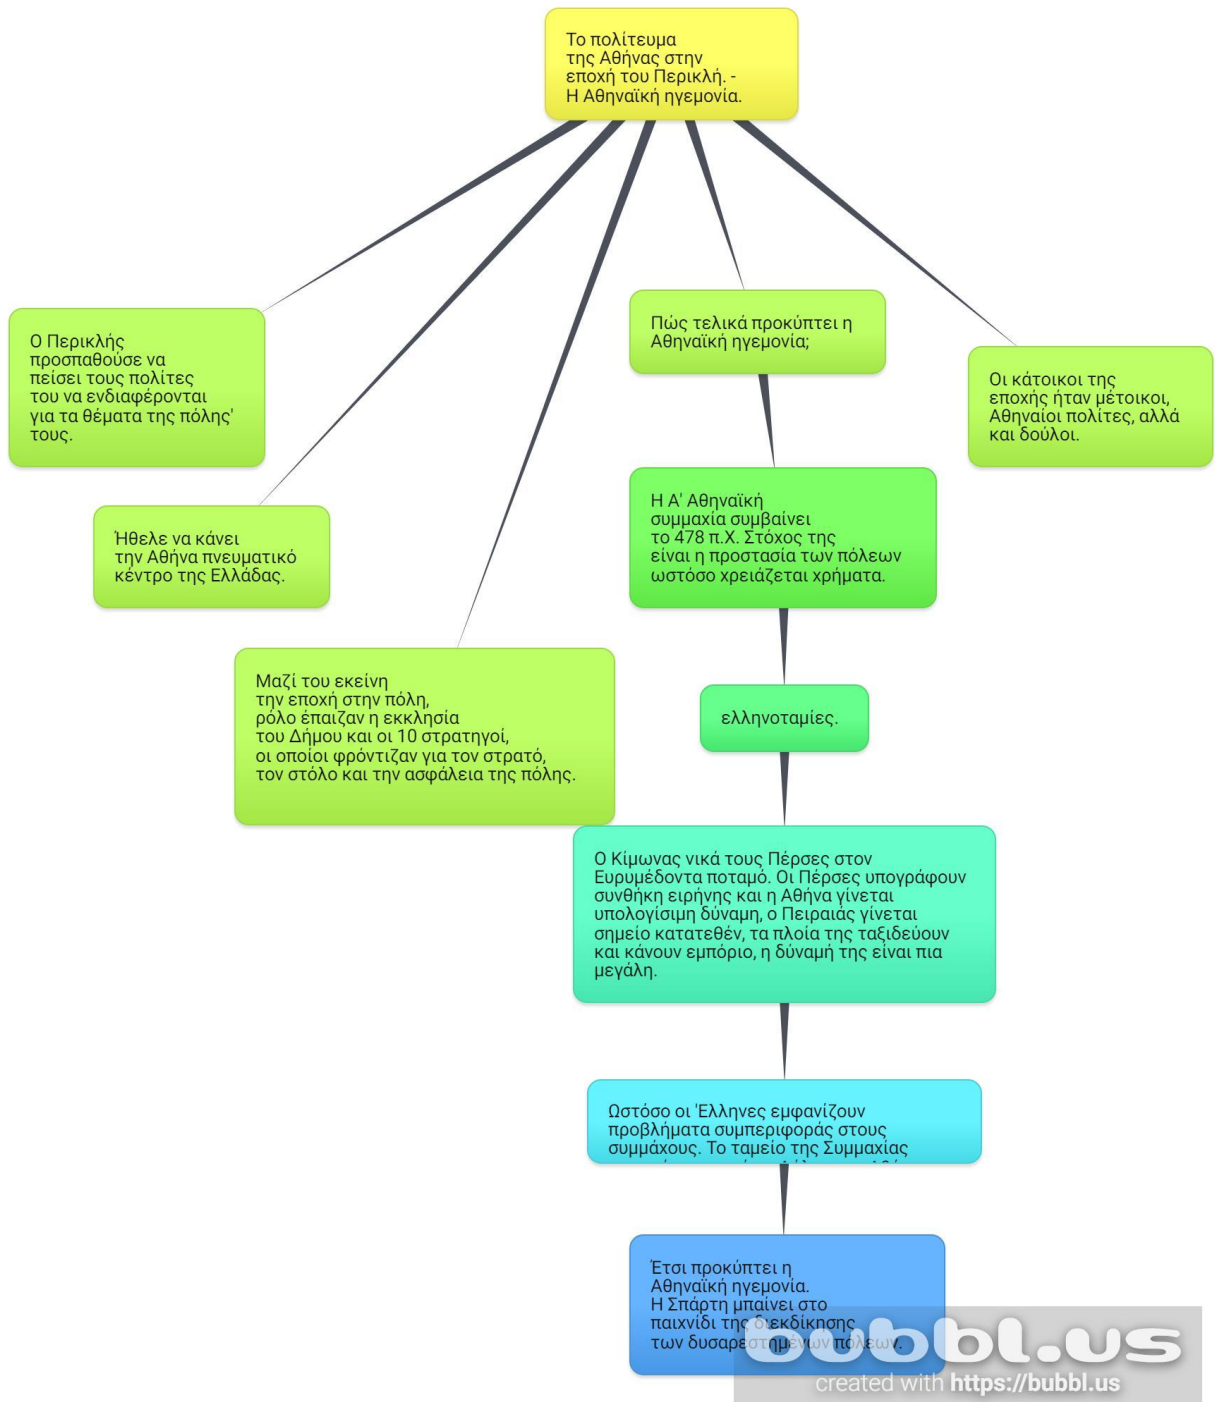 Το πολίτευμα
της Αθήνας στην
εποχή του Περικλή. -
Η Αθηναϊκή ηγεμονία.
Ο Περικλής
προσπαθούσε να
πείσει τους πολίτες
του να ενδιαφέρονται
για τα θέματα της πόλης'
τους.
Ήθελε να κάνει
την Αθήνα πνευματικό
κέντρο της Ελλάδας.
Μαζί του εκείνη
την εποχή στην πόλη,
ρόλο έπαιζαν η εκκλησία
του Δήμου και οι 10 στρατηγοί,
οι οποίοι φρόντιζαν για τον στρατό,
τον στόλο και την ασφάλεια της πόλης.
Πώς τελικά προκύπτει η
Αθηναϊκή ηγεμονία;
Η Α' Αθηναϊκή
συμμαχία συμβαίνει
το 478 π.Χ. Στόχος της
είναι η προστασία των πόλεων
ωστόσο χρειάζεται χρήματα.
ελληνοταμίες.
Ο Κίμωνας νικά τους Πέρσες στον
Ευρυμέδοντα ποταμό. Οι Πέρσες υπογράφουν
συνθήκη ειρήνης και η Αθήνα γίνεται
υπολογίσιμη δύναμη, ο Πειραιάς γίνεται
σημείο κατατεθέν, τα πλοία της ταξιδεύουν
και κάνουν εμπόριο, η δύναμή της είναι πια
μεγάλη.
Ωστόσο οι Έλληνες εμφανίζουν
προβλήματα συμπεριφοράς στους
συμμάχους. Το ταμείο της Συμμαχίας
Έτσι προκύπτει η
Αθηναϊκή ηγεμονία.
Η Σπάρτη μπαίνει στο
παιχνίδι της διεκδίκησης
των δυσαρεστημένων πόλεων.
Οι κάτοικοι της
εποχής ήταν μέτοικοι,
Αθηναίοι πολίτες, αλλά
και δούλοι.
bubbl.us
created with https://bubbl.us